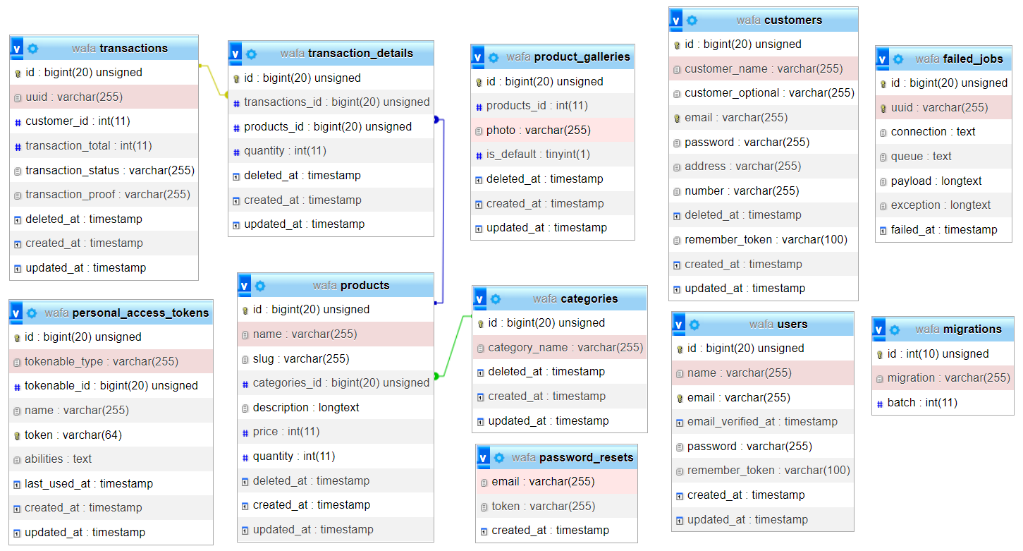 v wafa transactions
id : bigint(20) unsigned
uuid : varchar(255)
# customer_id : int(11)
# transaction_total : int(11)
transaction_status : varchar(255)
transaction_proof : varchar(255)
deleted_at : timestamp
created_at : timestamp
updated_at : timestamp
v wafa transaction_details
id : bigint(20) unsigned
# transactions_id : bigint(20) unsigned
# products_id : bigint(20) unsigned
# quantity : int(11)
deleted_at : timestamp
created_at : timestamp
updated_at : timestamp
v wafa product_galleries
id : bigint(20) unsigned
# products_id : int(11)
photo : varchar(255)
# is_default : tinyint(1)
deleted_at : timestamp
created_at : timestamp
updated_at : timestamp
v wafa customers
id : bigint(20) unsigned
customer_name : varchar(255)
customer_optional : varchar(255)
email : varchar(255)
password : varchar(255)
address : varchar(255)
number : varchar(255)
deleted_at : timestamp
remember_token : varchar(100)
created_at : timestamp
updated_at : timestamp
v wafa failed_jobs
id : bigint(20) unsigned
uuid : varchar(255)
connection : text
queue : text
payload : longtext
exception : longtext
failed_at : timestamp
v wafa personal_access_tokens
id : bigint(20) unsigned
tokenable_type : varchar(255)
# tokenable_id : bigint(20) unsigned
name : varchar(255)
token : varchar(64)
abilities : text
last_used_at : timestamp
created_at : timestamp
updated_at : timestamp
v wafa products
id : bigint(20) unsigned
name : varchar(255)
slug : varchar(255)
# categories_id : bigint(20) unsigned
description : longtext
# price : int(11)
# quantity : int(11)
deleted_at : timestamp
created_at : timestamp
updated_at : timestamp
v wafa categories
id : bigint(20) unsigned
category_name : varchar(255)
deleted_at : timestamp
created_at : timestamp
updated_at : timestamp
v wafa password_resets
email : varchar(255)
token : varchar(255)
created_at : timestamp
v wafa users
id : bigint(20) unsigned
name : varchar(255)
email : varchar(255)
email_verified_at : timestamp
password : varchar(255)
remember_token : varchar(100)
created_at : timestamp
updated_at : timestamp
v wafa migrations
id : int(10) unsigned
migration : varchar(255)
# batch : int(11)